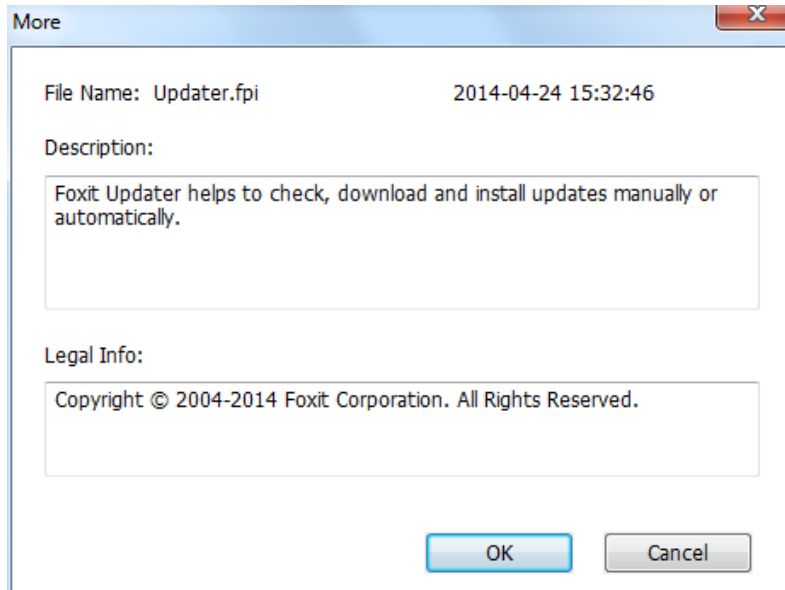 More
File Name: Updater.fpi 2014-04-24 15:32:46
Description:
Foxit Updater helps to check, download and install updates manually or
automatically.
Legal Info:
Copyright © 2004-2014 Foxit Corporation. All Rights Reserved.
OK Cancel